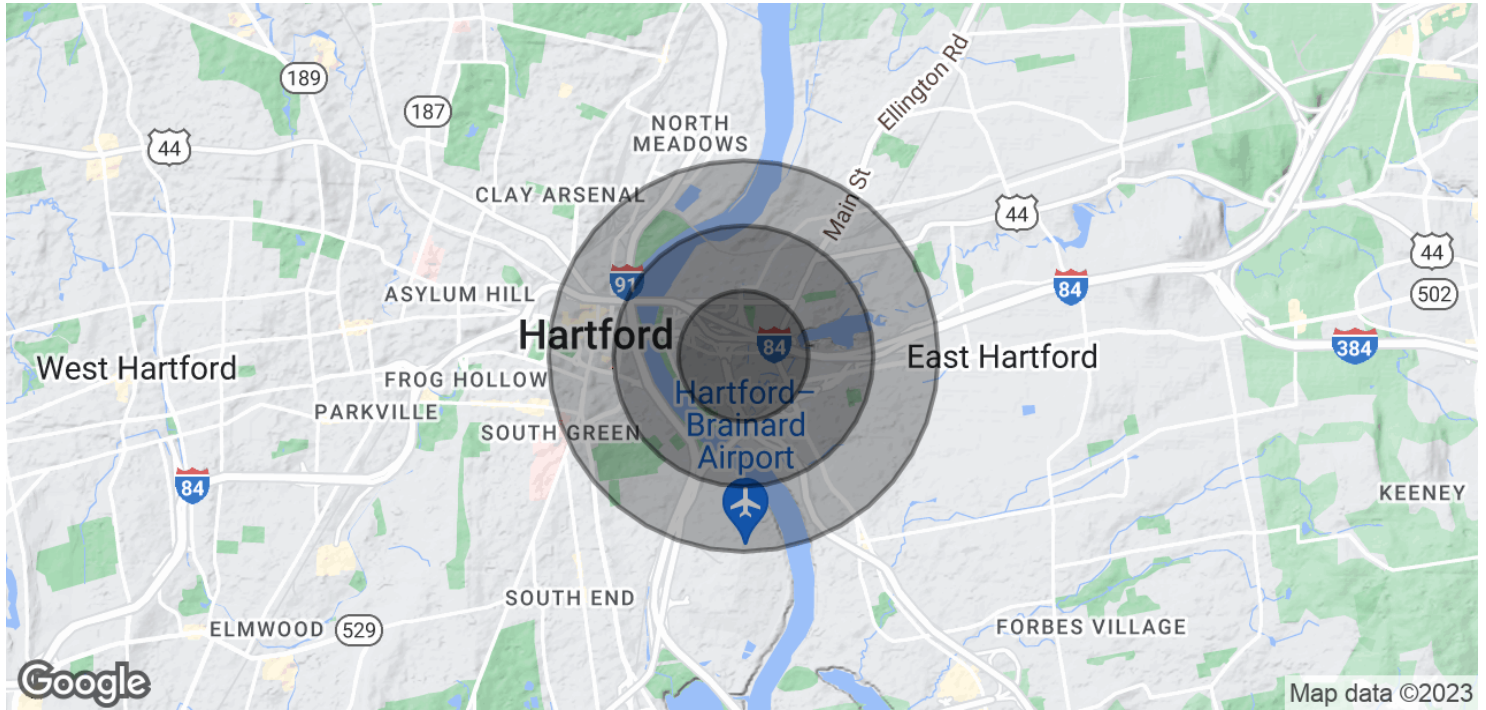 189
187
44
Ellington Rd
NORTH
MEADOWS
CLAY ARSENAL
Main St
44
44
91
84
502
ASYLUM HILL
Hartford
84
384
West Hartford
East Hartford
FROG HOLLOW
Hartford–
Brainard
Airport
PARKVILLE
SOUTH GREEN
84
KEENEY
SOUTH END
ELMWOOD
529
FORBES VILLAGE
Google
Map data ©2023